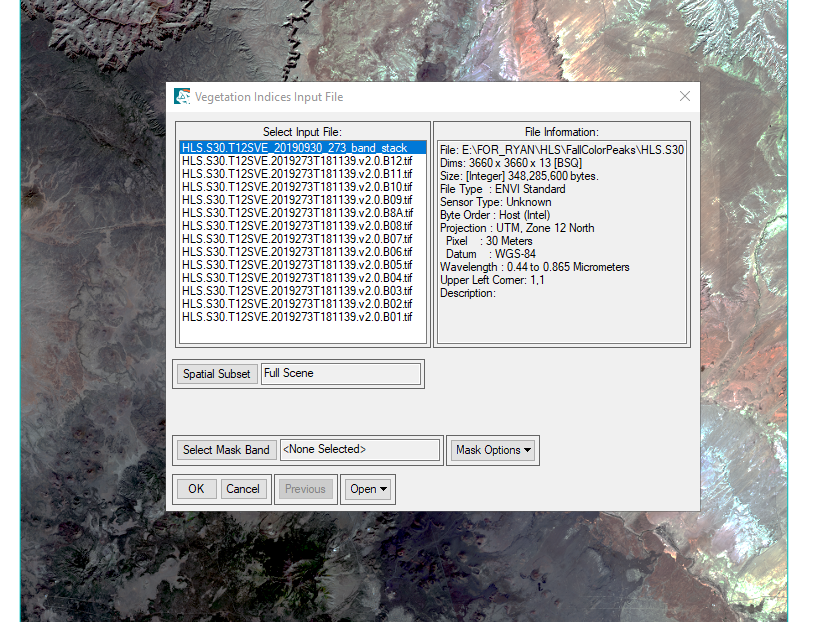 Vegetation Indices Input File
Select Input File:
HLS.S30.T12SVE_20190930_273_band_stack
HLS.S30.T12SVE.2019273T181139.v2.0.B12.tif
HLS.S30.T12SVE.2019273T181139.v2.0.B11.tif
HLS.S30.T12SVE.2019273T181139.v2.0.B10.tif
HLS.S30.T12SVE.2019273T181139.v2.0.B09.tif
HLS.S30.T12SVE.2019273T181139.v2.0.B8A.tif
HLS.S30.T12SVE.2019273T181139.v2.0.B08.tif
HLS.S30.T12SVE.2019273T181139.v2.0.B07.tif
HLS.S30.T12SVE.2019273T181139.v2.0.B06.tif
HLS.S30.T12SVE.2019273T181139.v2.0.B05.tif
HLS.S30.T12SVE.2019273T181139.v2.0.B04.tif
HLS.S30.T12SVE.2019273T181139.v2.0.B03.tif
HLS.S30.T12SVE.2019273T181139.v2.0.B02.tif
HLS.S30.T12SVE.2019273T181139.v2.0.B01.tif
File Information:
File: E:\FOR_RYAN\HLS\FallColorPeaks\HLS.S30
Dims: 3660 x 3660 x 13 [BSQ]
Size: [Integer] 348,285,600 bytes.
File Type : ENVI Standard
Sensor Type: Unknown
Byte Order : Host (Intel)
Projection : UTM, Zone 12 North
Pixel : 30 Meters
Datum : WGS-84
Wavelength : 0.44 to 0.865 Micrometers
Upper Left Corner: 1,1
Description:
Spatial Subset Full Scene
Select Mask Band <None Selected> Mask Options
OK Cancel Previous Open